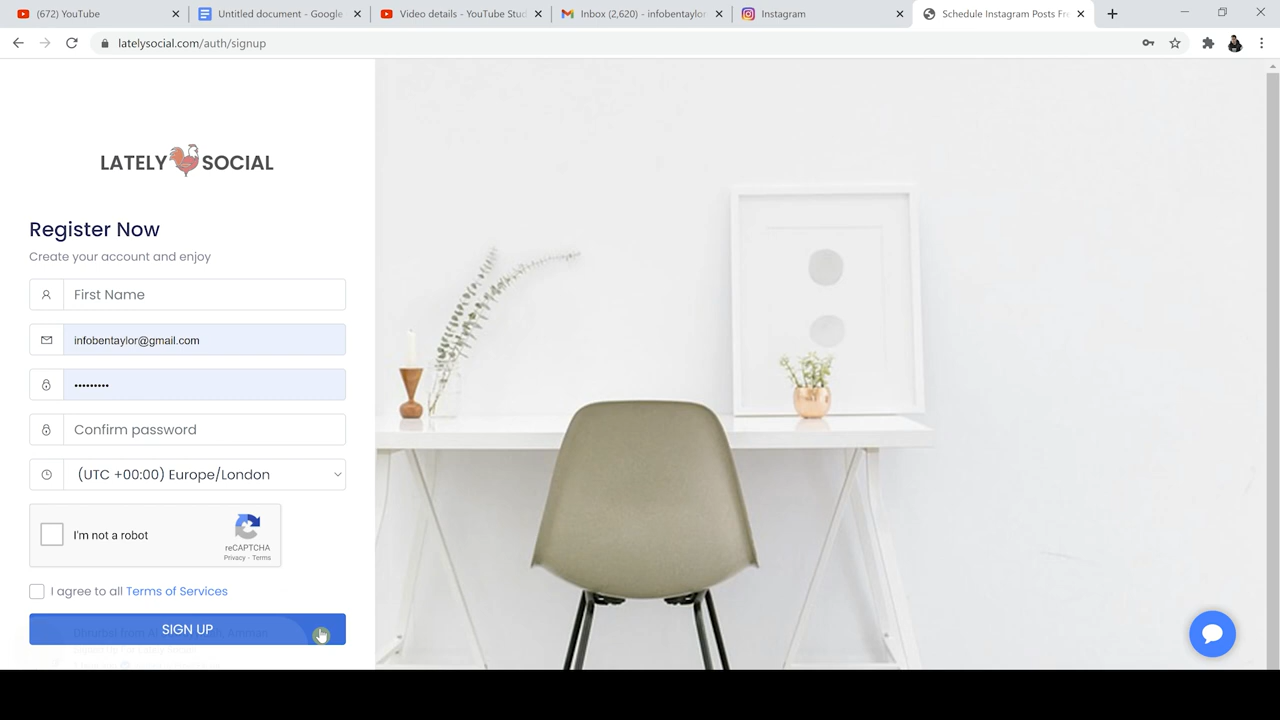 (672) YouTube
Untitled document - Google
Video details - YouTube Stud
Inbox (2,620) - infobentaylor@
Instagram
Schedule Instagram Posts Fre
latelysocial.com/auth/signup
LATELY SOCIAL
Register Now
Create your account and enjoy
First Name
infobentaylor@gmail.com
•••••••••
Confirm password
(UTC +00:00) Europe/London
I'm not a robot
reCAPTCHA
Privacy - Terms
I agree to all Terms of Services
SIGN UP